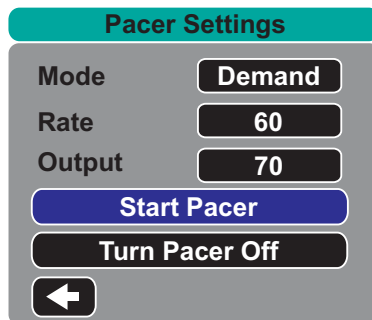 Pacer Settings
Mode Demand
Rate 60
Output 70
Start Pacer
Turn Pacer Off